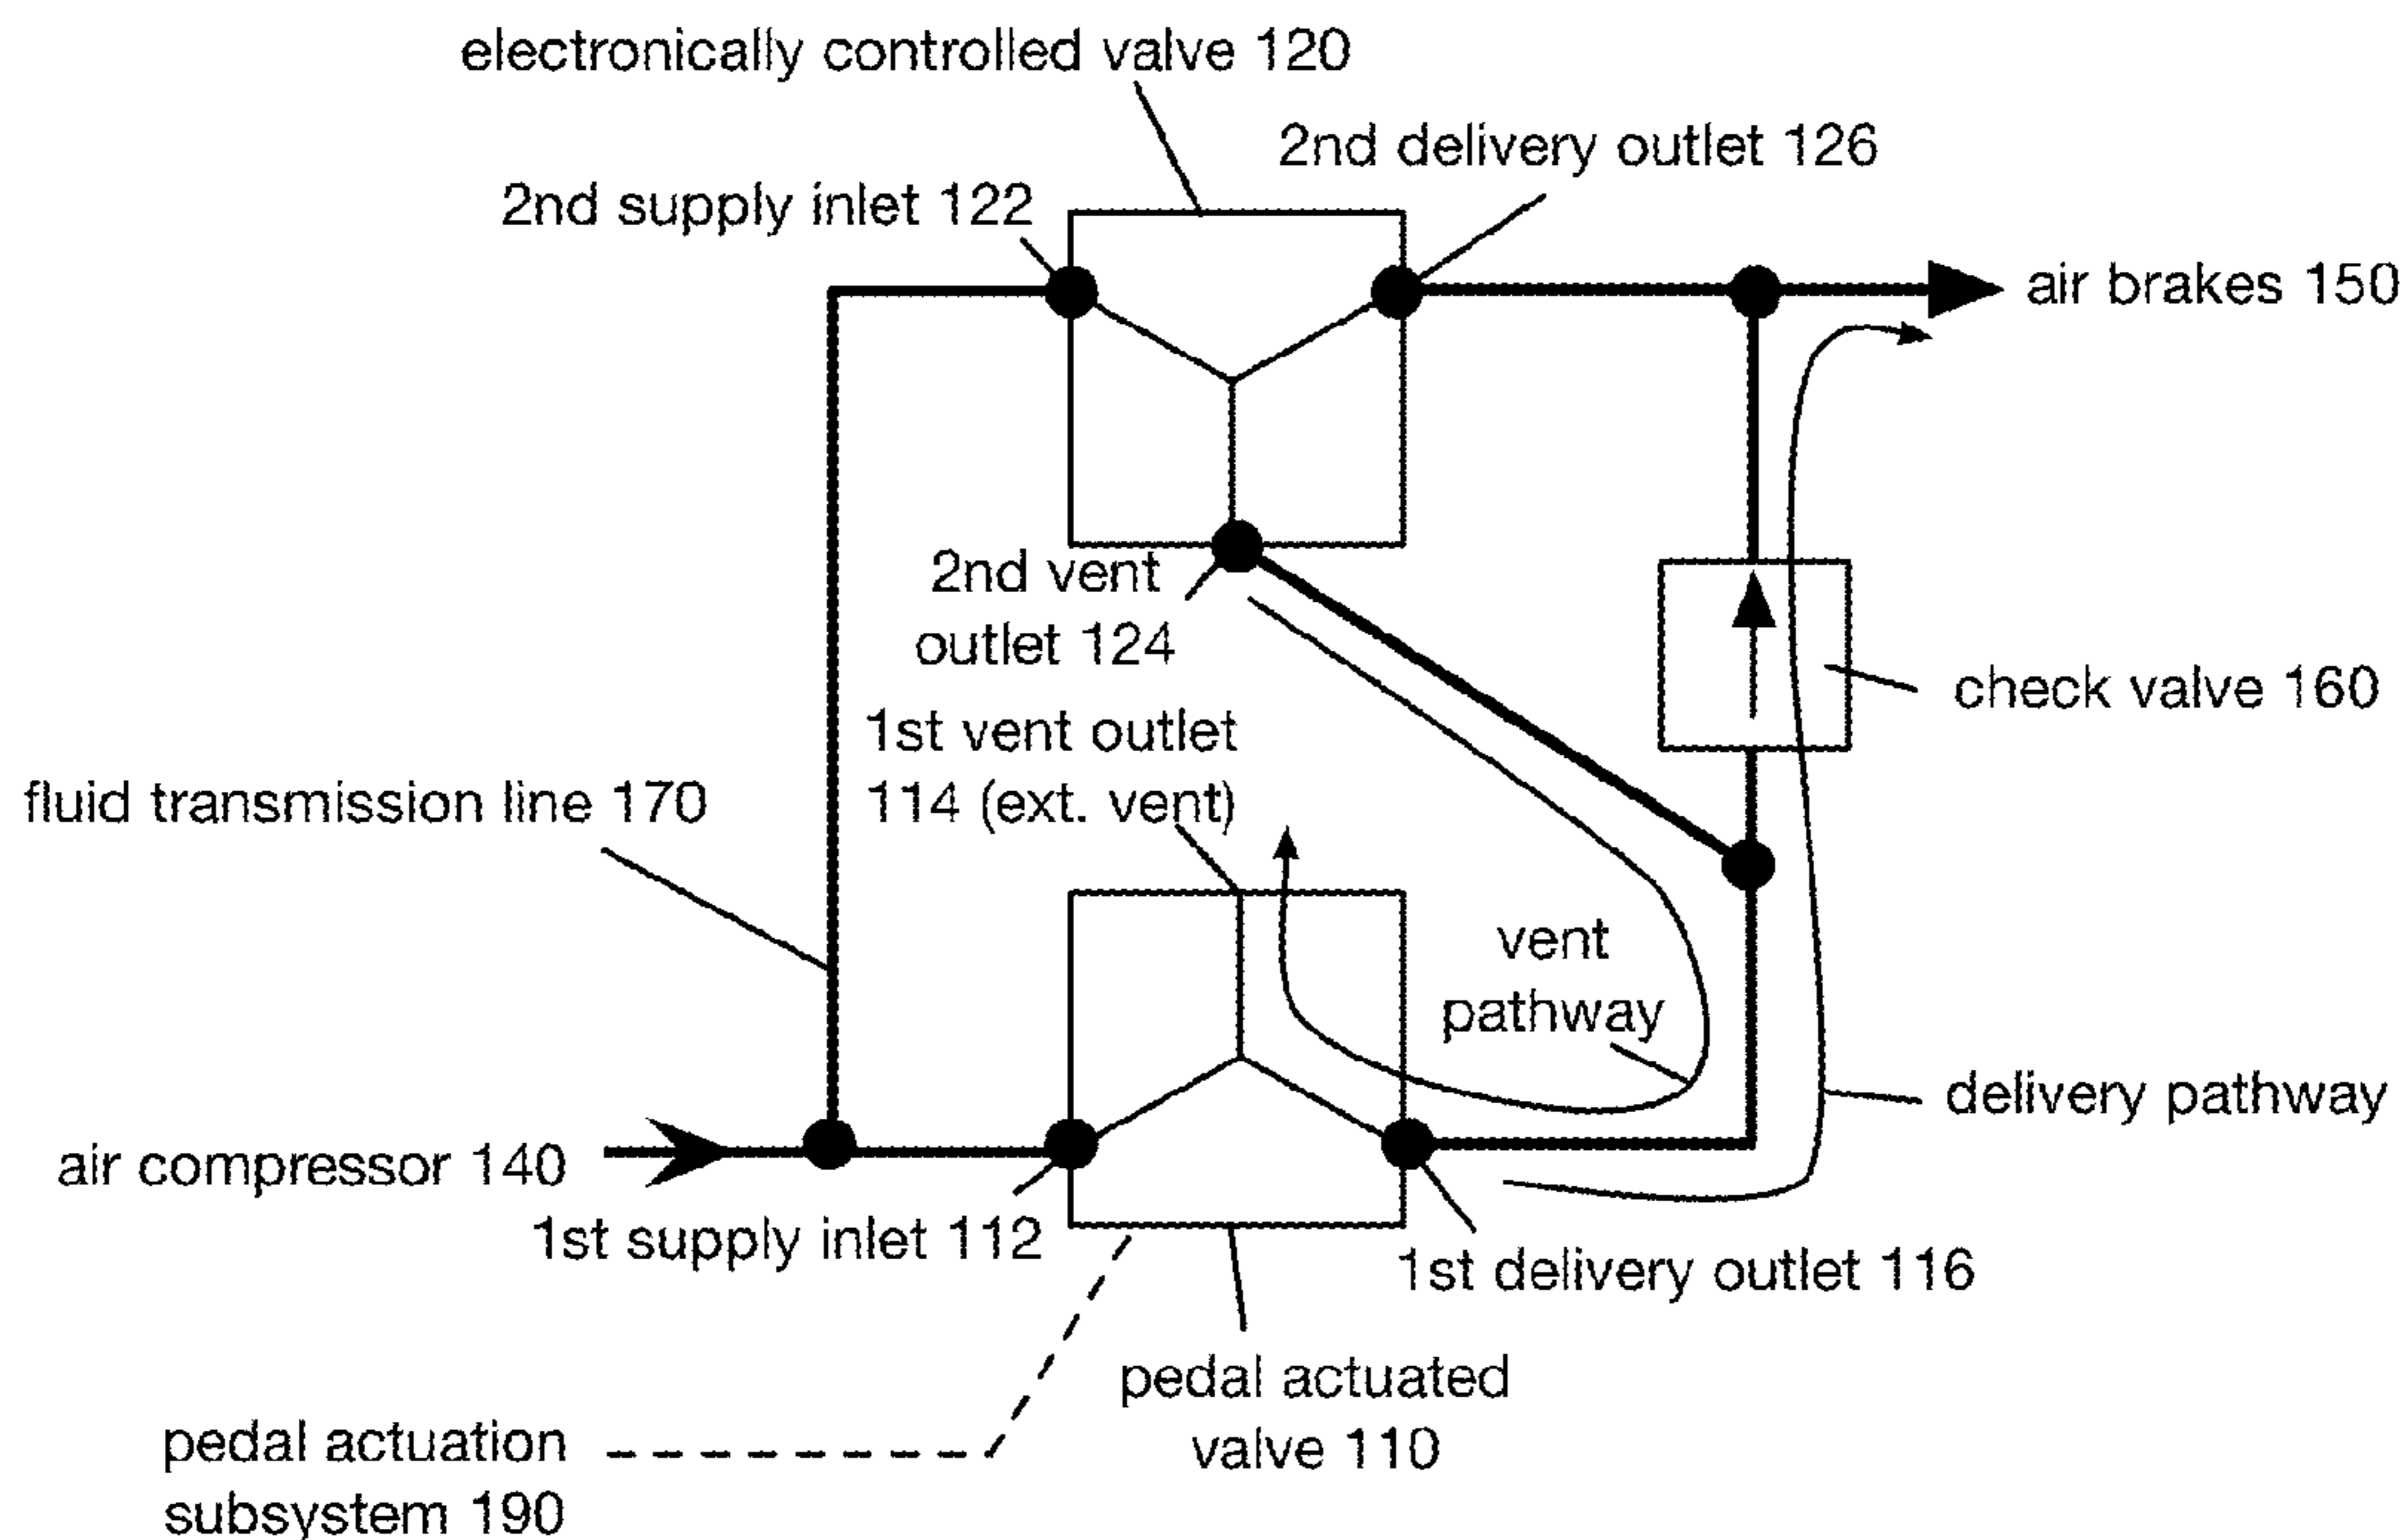 electronically controlled valve 120
2nd delivery outlet 126
2nd supply inlet 122
air brakes 150
2nd vent
outlet 124
check valve 160
1st vent outlet
114 (ext. vent)
fluid transmission line 170
vent
pathway
delivery pathway
air compressor 140
1st supply inlet 112
1st delivery outlet 116
pedal actuated
valve 110
pedal actuation
subsystem 190